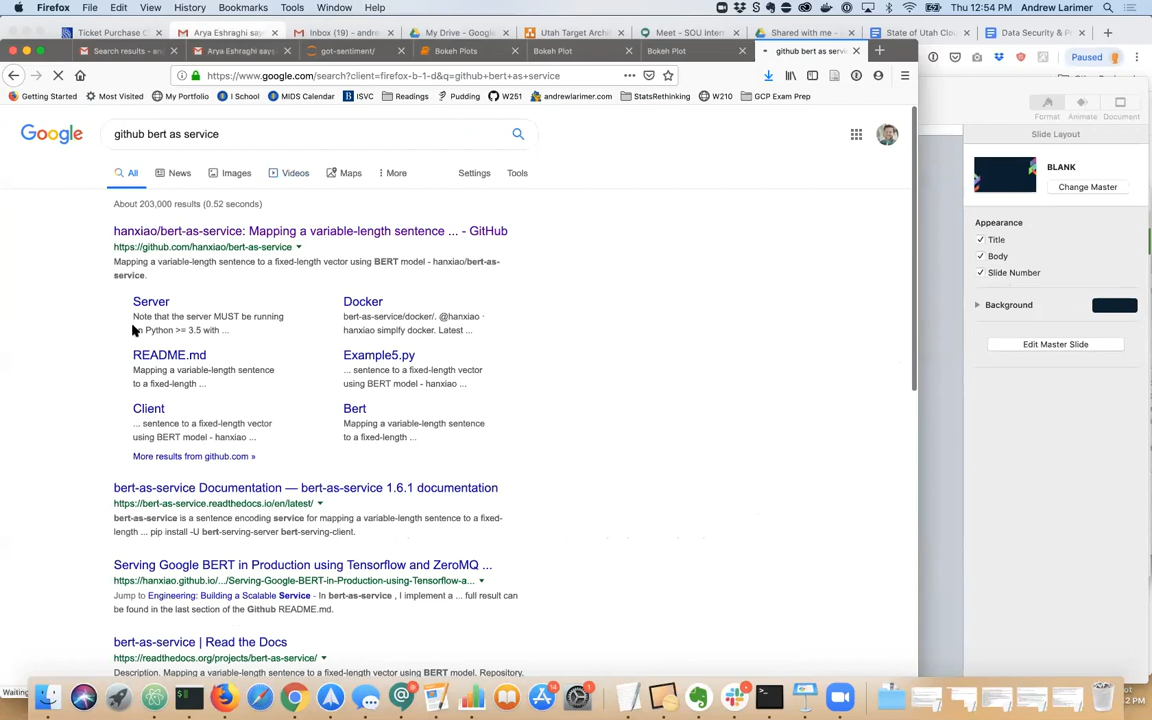 Firefox File Edit View History Bookmarks Tools Window Help Thu 12:54 PM Andrew Larimer
Ticket Purchase C Arya Eshraghi say Inbox (19) - andre My Drive - Google Utah Target Archi Meet - SOU Intern Shared with me - State of Utah Clou Data Security & P
Search results - an Arya Eshraghi says got-sentiment/ Bokeh Plots Bokeh Plot Bokeh Plot github bert as servic Paused
https://www.google.com/search?client=firefox-b-1-d&q=github+bert+as+service
Getting Started Most Visited My Portfolio I School MIDS Calendar ISVC Readings Pudding W251 andrewlarimer.com StatsRethinking W210 GCP Exam Prep
Format Animate Document
Google github bert as service
Slide Layout
BLANK
Change Master
All News Images Videos Maps More Settings Tools
About 203,000 results (0.52 seconds)
hanxiao/bert-as-service: Mapping a variable-length sentence ... - GitHub
https://github.com/hanxiao/bert-as-service
Mapping a variable-length sentence to a fixed-length vector using BERT model - hanxiao/bert-as-
service.
Server
Note that the server MUST be running
on Python >= 3.5 with ...
Docker
bert-as-service/docker/. @hanxiao ·
hanxiao simplify docker. Latest ...
README.md
Mapping a variable-length sentence
to a fixed-length ...
Example5.py
... sentence to a fixed-length vector
using BERT model - hanxiao ...
Client
... sentence to a fixed-length vector
using BERT model - hanxiao ...
Bert
Mapping a variable-length sentence
to a fixed-length ...
More results from github.com »
bert-as-service Documentation — bert-as-service 1.6.1 documentation
https://bert-as-service.readthedocs.io/en/latest/
bert-as-service is a sentence encoding service for mapping a variable-length sentence to a fixed-
length ... pip install -U bert-serving-server bert-serving-client.
Serving Google BERT in Production using Tensorflow and ZeroMQ ...
https://hanxiao.github.io/.../Serving-Google-BERT-in-Production-using-Tensorflow-a...
Jump to Engineering: Building a Scalable Service - In bert-as-service , I implement a ... full result can
be found in the last section of the Github README.md.
bert-as-service | Read the Docs
https://readthedocs.org/projects/bert-as-service/
Description. Mapping a variable-length sentence to a fixed-length vector using BERT model. Repository.
Appearance
Title
Body
Slide Number
Background
Edit Master Slide
Waiting